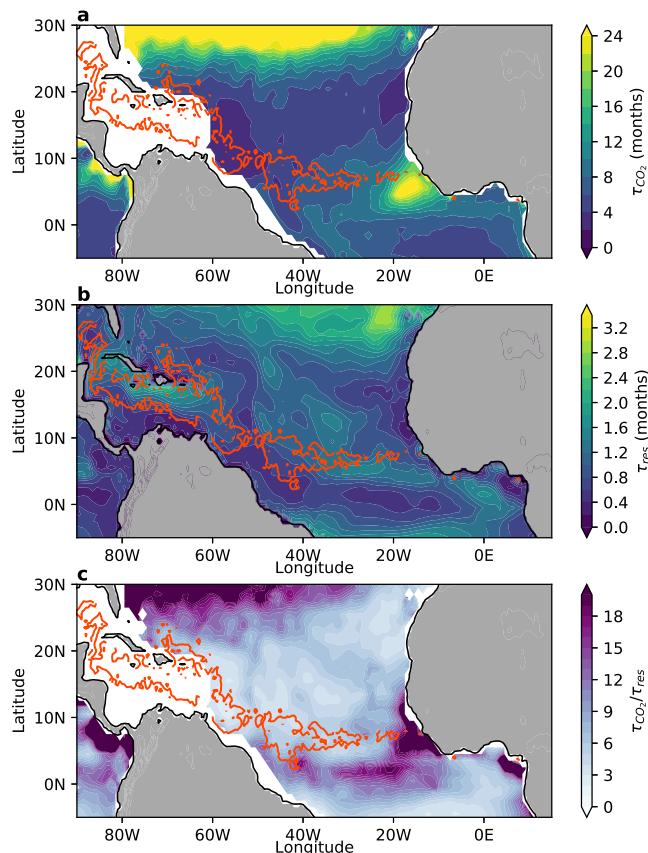 a
30N
20N
10N
0N
Latitude
80W 60W 40W 20W 0E
Longitude
24
20
16
12
8
4
0
τCO2 (months)
b
30N
20N
10N
0N
Latitude
80W 60W 40W 20W 0E
Longitude
3.2
2.8
2.4
2.0
1.6
1.2
0.8
0.4
0.0
τres (months)
c
30N
20N
10N
0N
Latitude
80W 60W 40W 20W 0E
Longitude
18
15
12
9
6
3
0
τCO2/τres